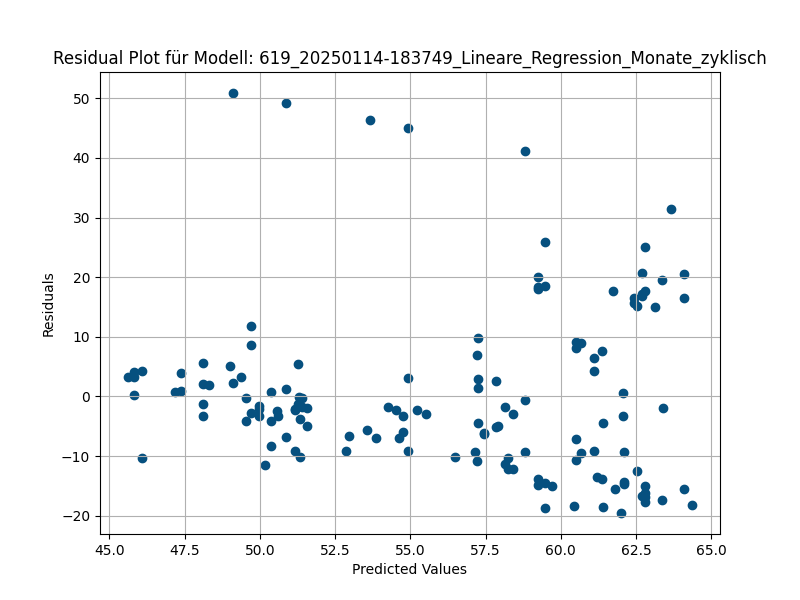 Residual Plot für Modell: 619_20250114-183749_Lineare_Regression_Monate_zyklisch
50
40
30
20
10
0
−10
−20
Residuals
45.0 47.5 50.0 52.5 55.0 57.5 60.0 62.5 65.0
Predicted Values